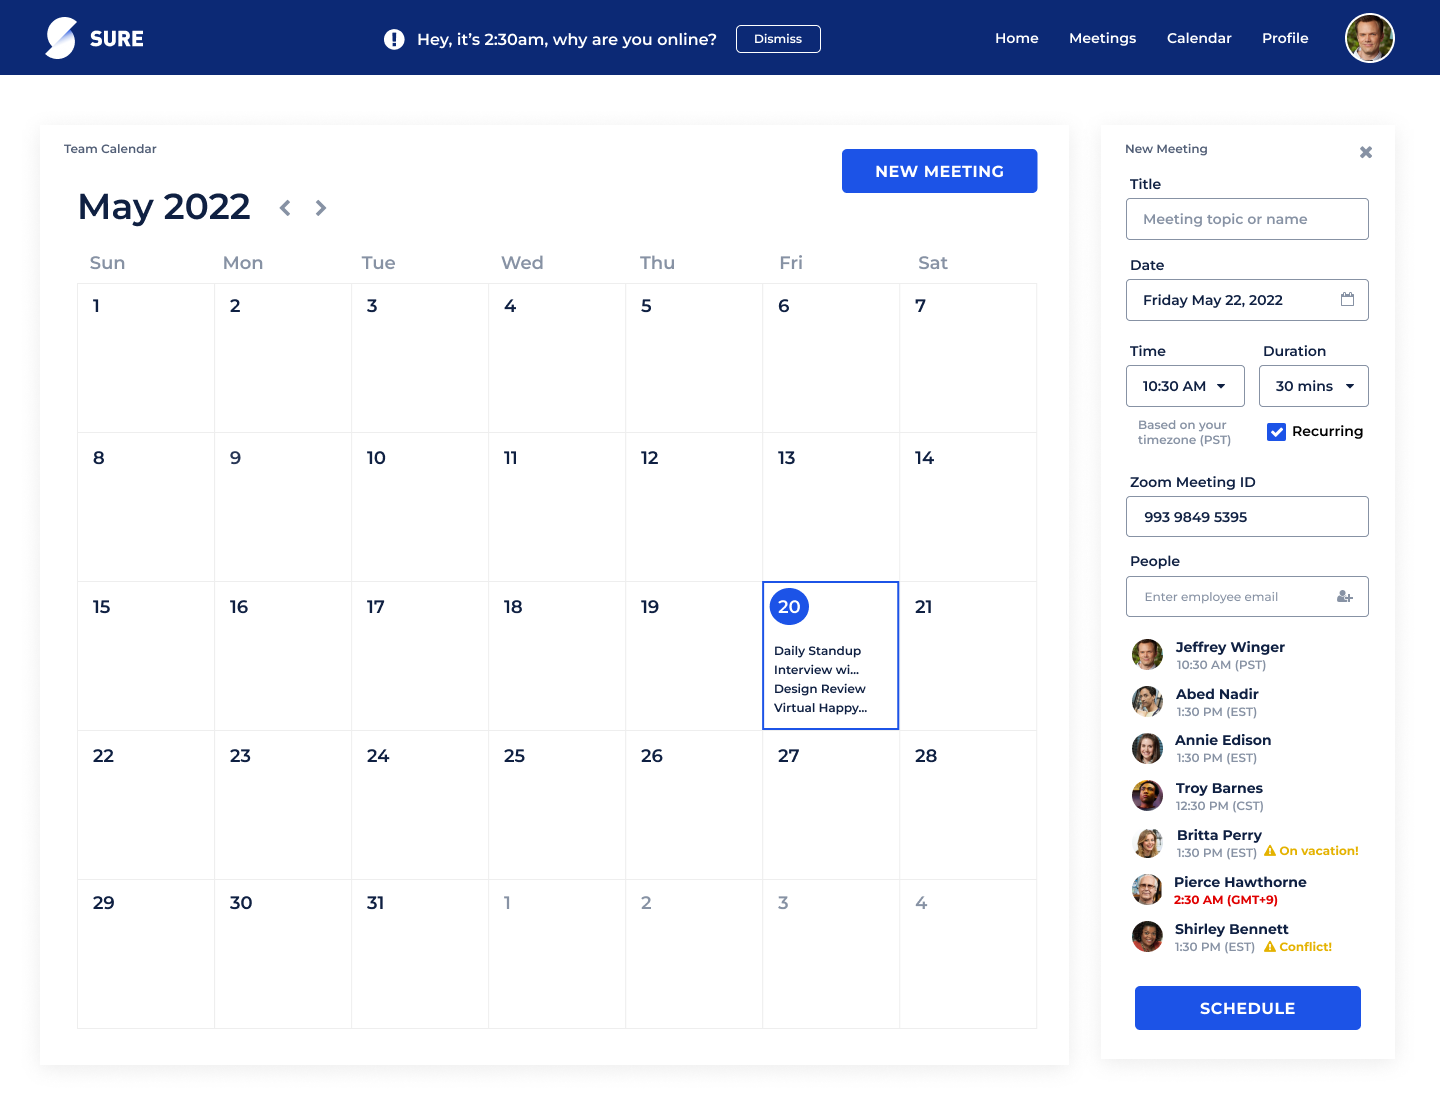 SURE
Hey, it’s 2:30am, why are you online?
Dismiss
Home Meetings Calendar Profile
Team Calendar
NEW MEETING
May 2022
Sun Mon Tue Wed Thu Fri Sat
1 2 3 4 5 6 7
8 9 10 11 12 13 14
15 16 17 18 19 20 21
Daily Standup
Interview wi...
Design Review
Virtual Happy...
22 23 24 25 26 27 28
29 30 31 1 2 3 4
New Meeting
Title
Meeting topic or name
Date
Friday May 22, 2022
Time Duration
10:30 AM 30 mins
Based on your
timezone (PST)
Recurring
Zoom Meeting ID
993 9849 5395
People
Enter employee email
Jeffrey Winger
10:30 AM (PST)
Abed Nadir
1:30 PM (EST)
Annie Edison
1:30 PM (EST)
Troy Barnes
12:30 PM (CST)
Britta Perry
1:30 PM (EST) On vacation!
Pierce Hawthorne
2:30 AM (GMT+9)
Shirley Bennett
1:30 PM (EST) Conflict!
SCHEDULE